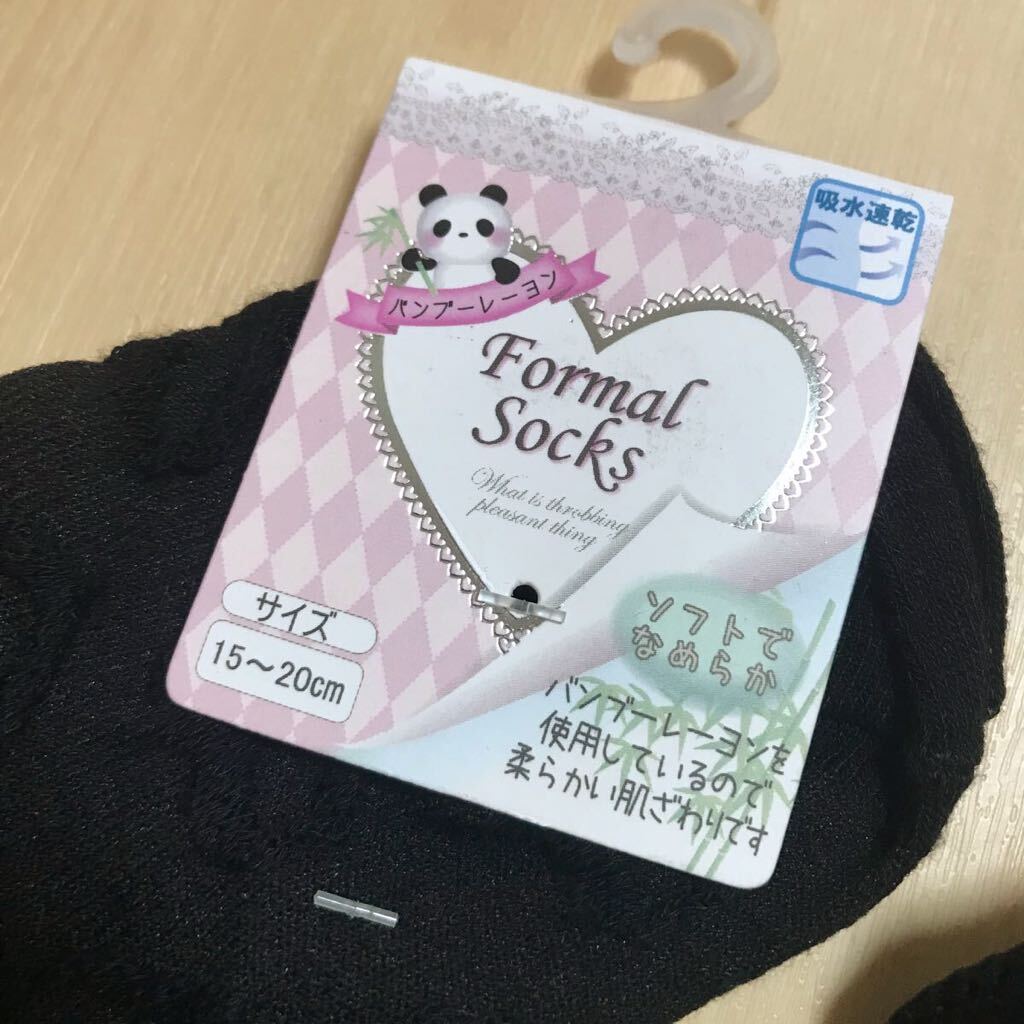 吸水速乾
バンブーレーヨン
Formal
Socks
What is throbbing
pleasant thing
サイズ
15～20cm
ソフトで
なめらか
バンブーレーヨンを
使用しているので
柔らかい肌ざわりです